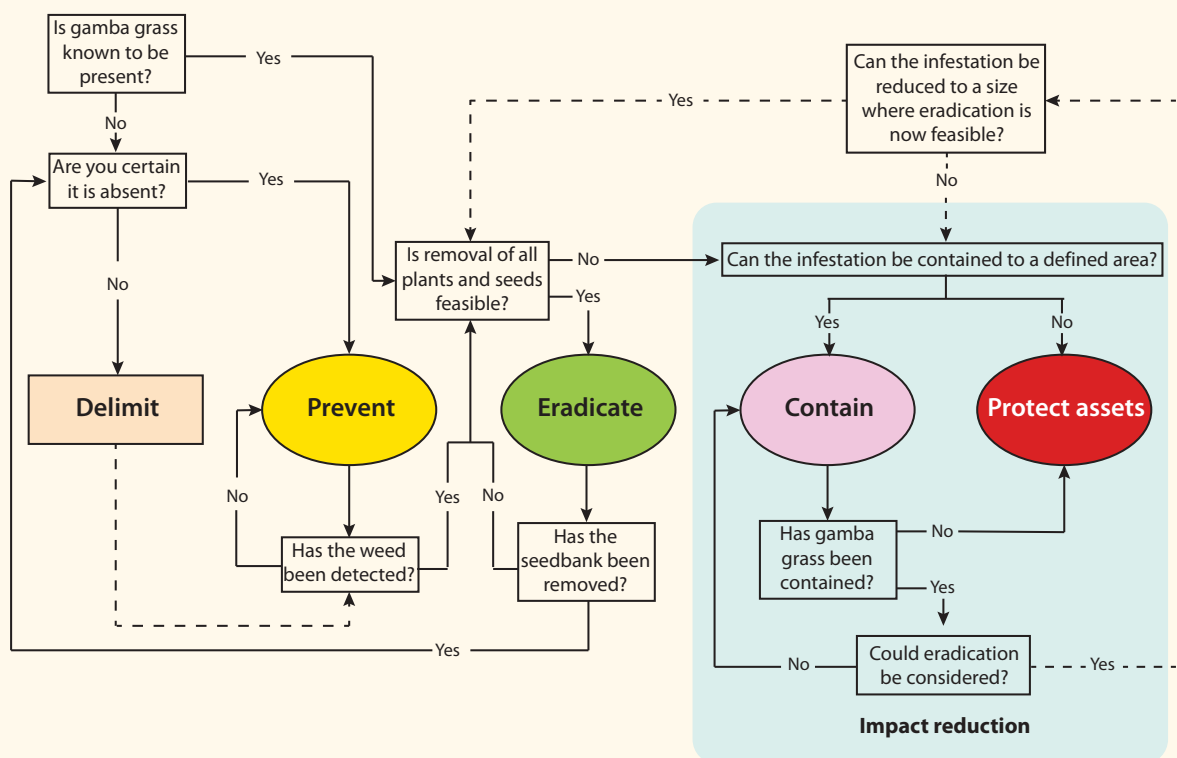 Is gamba grass
known to be
present?
Yes
No
Are you certain
it is absent?
Yes
No
Can the infestation be
reduced to a size
where eradication is
now feasible?
Yes
No
Is removal of all
plants and seeds
feasible?
No
Yes
Can the infestation be contained to a defined area?
Yes
No
Delimit
Prevent
Eradicate
Contain
Protect assets
No
Yes
No
Has the weed
been detected?
Has the
seedbank been
removed?
Yes
Has gamba
grass been
contained?
No
Yes
Could eradication
be considered?
No
Yes
Impact reduction